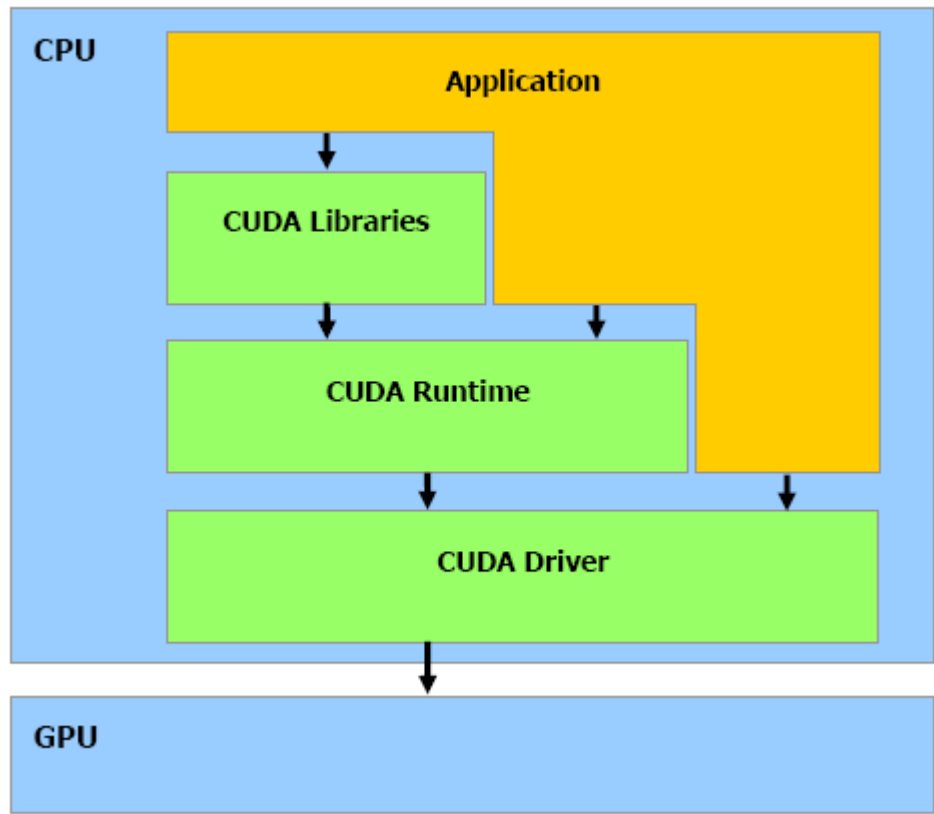 CPU
Application
CUDA Libraries
CUDA Runtime
CUDA Driver
GPU